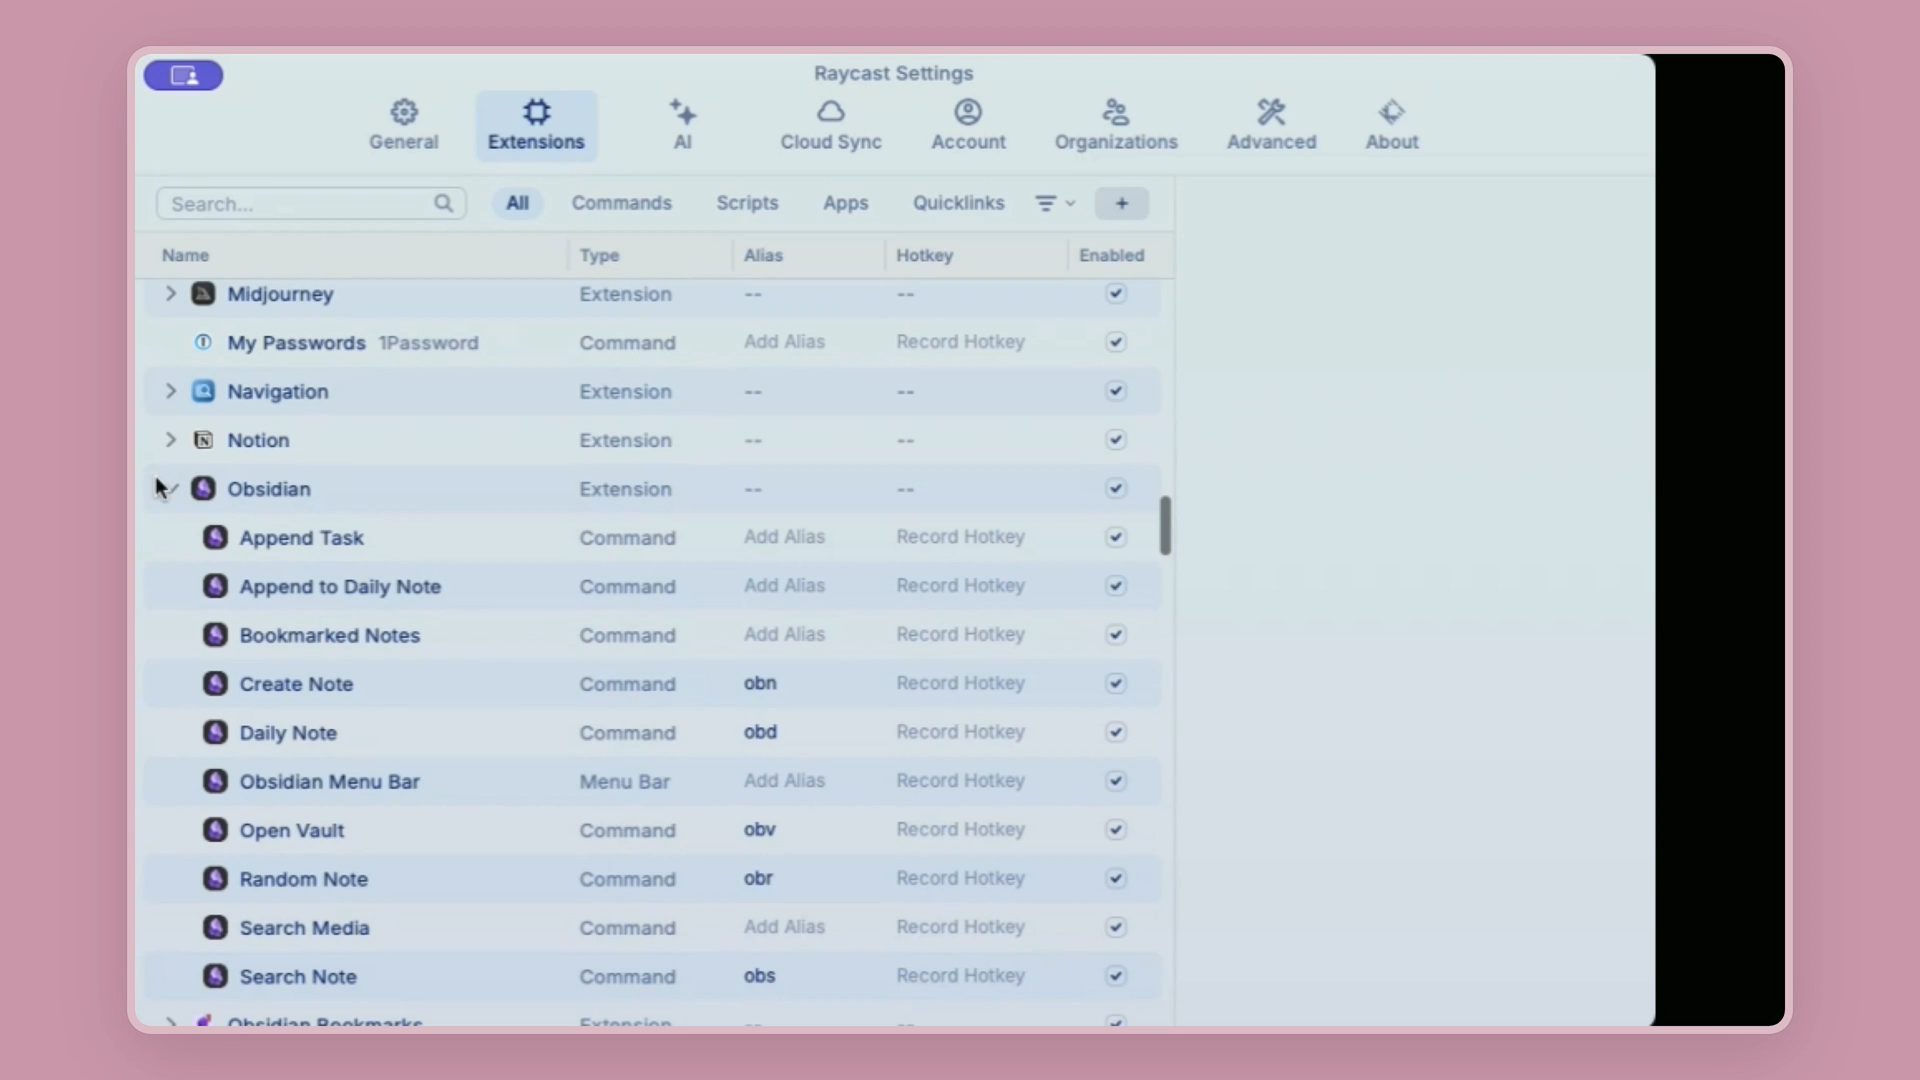 Raycast Settings
General
Extensions
AI
Cloud Sync
Account
Organizations
Advanced
About
Search...
All
Commands
Scripts
Apps
Quicklinks
+
Name Type Alias Hotkey Enabled
Midjourney Extension -- --
My Passwords 1Password Command Add Alias Record Hotkey
Navigation Extension -- --
Notion Extension -- --
Obsidian Extension -- --
Append Task Command Add Alias Record Hotkey
Append to Daily Note Command Add Alias Record Hotkey
Bookmarked Notes Command Add Alias Record Hotkey
Create Note Command obn Record Hotkey
Daily Note Command obd Record Hotkey
Obsidian Menu Bar Menu Bar Add Alias Record Hotkey
Open Vault Command obv Record Hotkey
Random Note Command obr Record Hotkey
Search Media Command Add Alias Record Hotkey
Search Note Command obs Record Hotkey
Obsidian Bookmarks Extension -- --